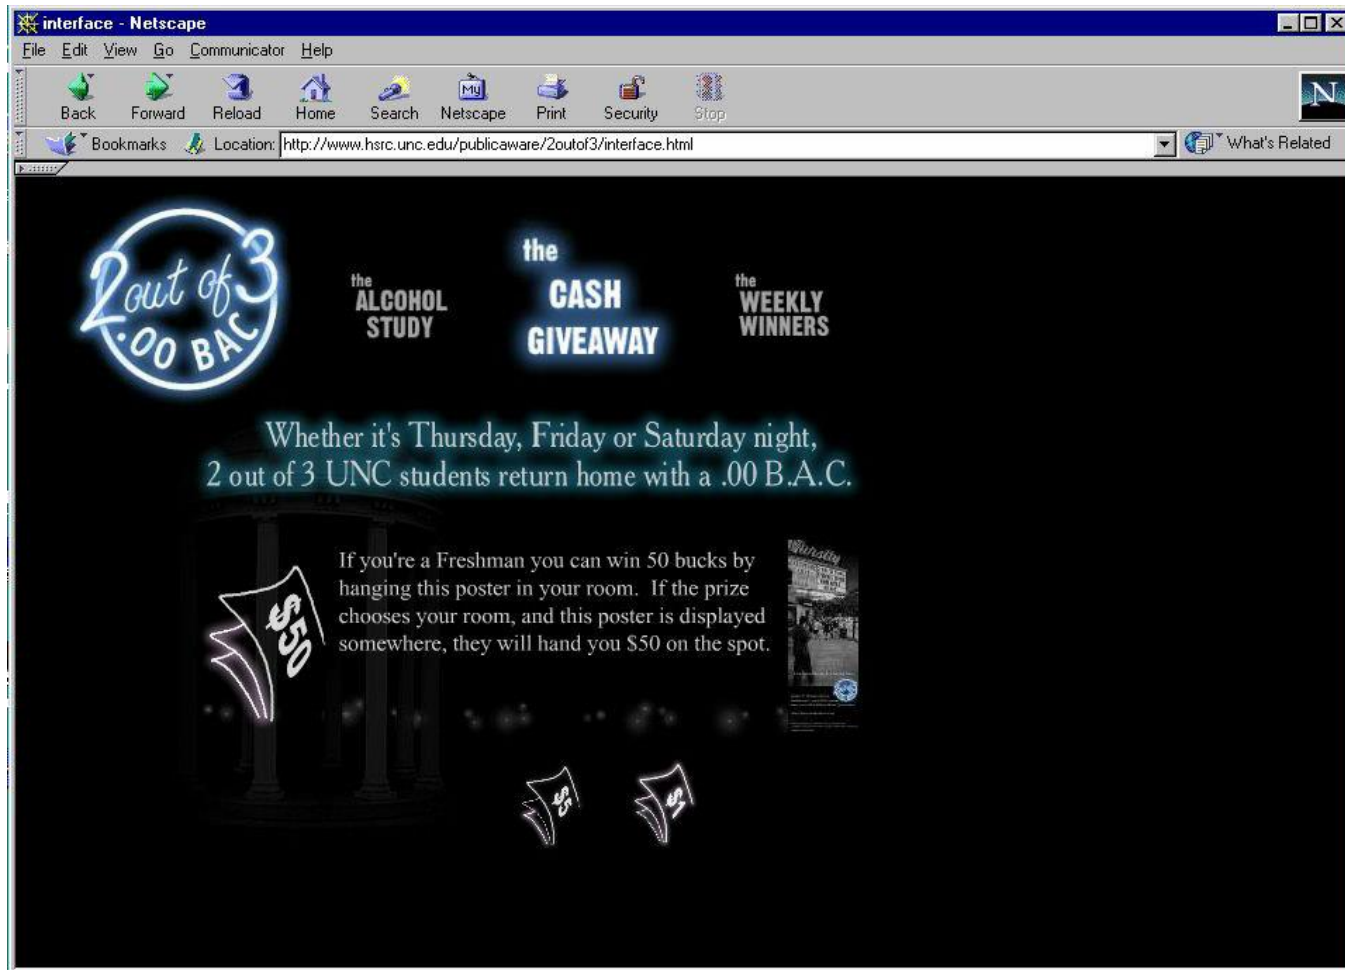 interface - Netscape
File Edit View Go Communicator Help
Back Forward Reload Home Search Netscape Print Security Stop
My
N
Bookmarks Location: http://www.hsrc.unc.edu/publicaware/2outof3/interface.html What's Related
2 out of 3
.00 BAC
the
ALCOHOL
STUDY
the
CASH
GIVEAWAY
the
WEEKLY
WINNERS
Whether it's Thursday, Friday or Saturday night,
2 out of 3 UNC students return home with a .00 B.A.C.
If you're a Freshman you can win 50 bucks by
hanging this poster in your room. If the prize
chooses your room, and this poster is displayed
somewhere, they will hand you $50 on the spot.
$50
$5
$1